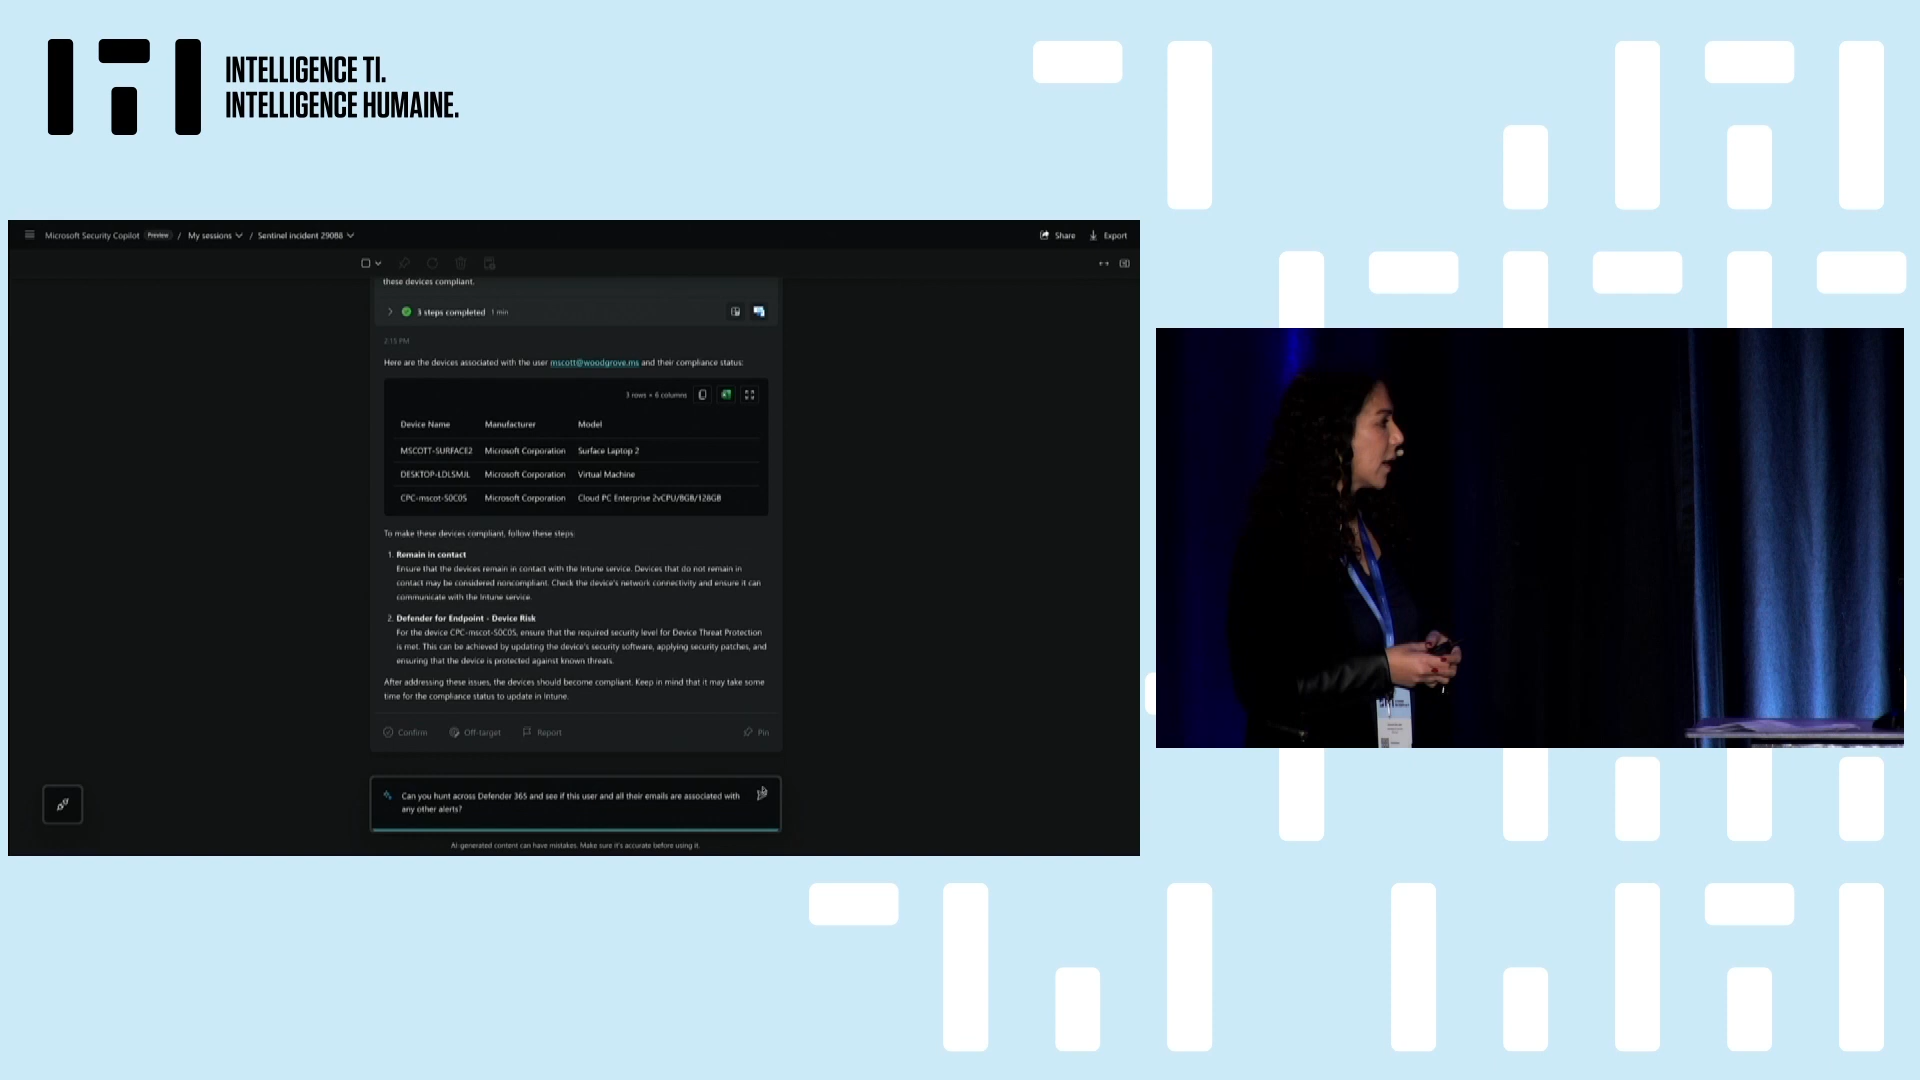 INTELLIGENCE TI.
INTELLIGENCE HUMAINE.
Microsoft Security Copilot Preview / My sessions / Sentinel incident 29088
Share Export
these devices compliant.
3 steps completed 1 min
2:15 PM
Here are the devices associated with the user mscott@woodgrove.ms and their compliance status:
3 rows × 6 columns
Device Name Manufacturer Model
MSCOTT-SURFACE2 Microsoft Corporation Surface Laptop 2
DESKTOP-LDLSMJL Microsoft Corporation Virtual Machine
CPC-mscot-S0C0S Microsoft Corporation Cloud PC Enterprise 2vCPU/8GB/128GB
To make these devices compliant, follow these steps:
1. Remain in contact
Ensure that the devices remain in contact with the Intune service. Devices that do not remain in
contact may be considered noncompliant. Check the device's network connectivity and ensure it can
communicate with the Intune service.
2. Defender for Endpoint - Device Risk
For the device CPC-mscot-S0C0S, ensure that the required security level for Device Threat Protection
is met. This can be achieved by updating the device's security software, applying security patches, and
ensuring that the device is protected against known threats.
After addressing these issues, the devices should become compliant. Keep in mind that it may take some
time for the compliance status to update in Intune.
Confirm Off-target Report Pin
Can you hunt across Defender 365 and see if this user and all their emails are associated with
any other alerts?
AI-generated content can have mistakes. Make sure it's accurate before using it.